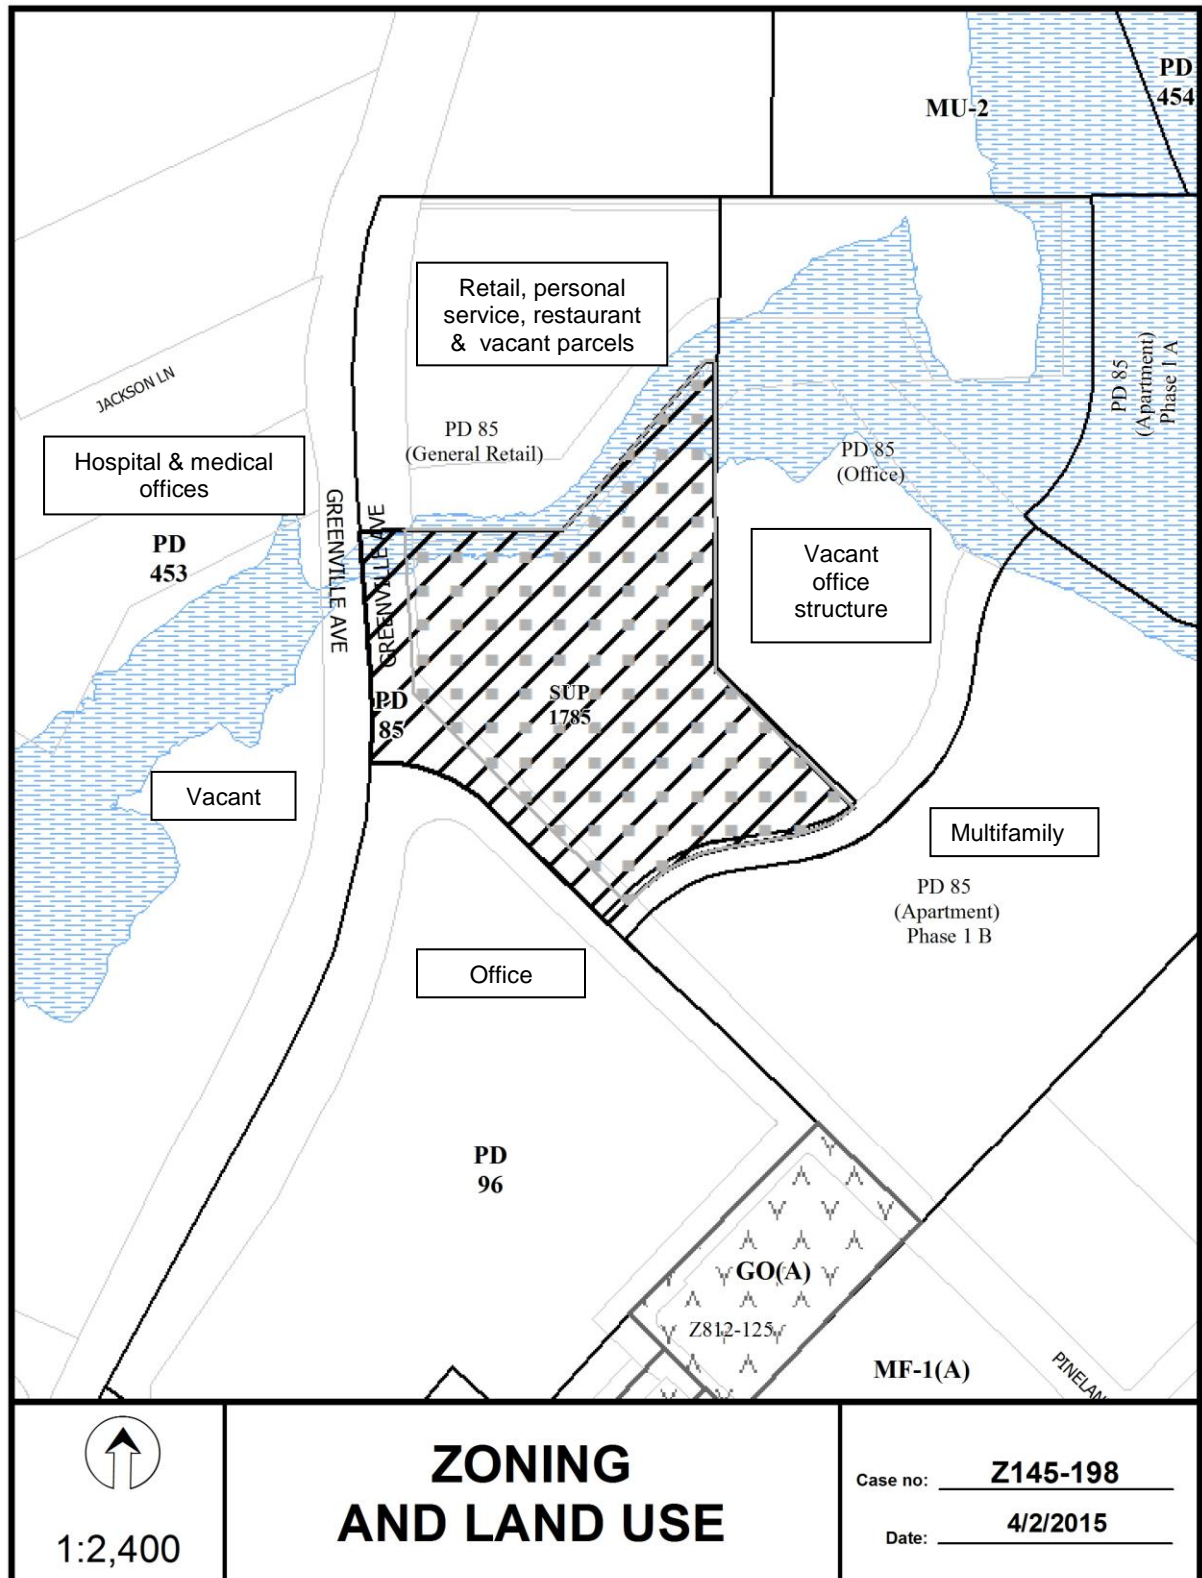 MU-2
PD
454
Retail, personal
service, restaurant
& vacant parcels
JACKSON LN
PD 85
(Apartment)
Phase 1 A
PD 85
(General Retail)
PD 85
(Office)
Hospital & medical
offices
PD
453
GREENVILLE AVE
GREENVILLE AVE
Vacant
office
structure
SUP
1785
PD
85
Vacant
Multifamily
PD 85
(Apartment)
Phase 1 B
Office
PD
96
GO(A)
Z812-125
MF-1(A)
PINELAN
1:2,400
ZONING
AND LAND USE
Case no: Z145-198
Date: 4/2/2015